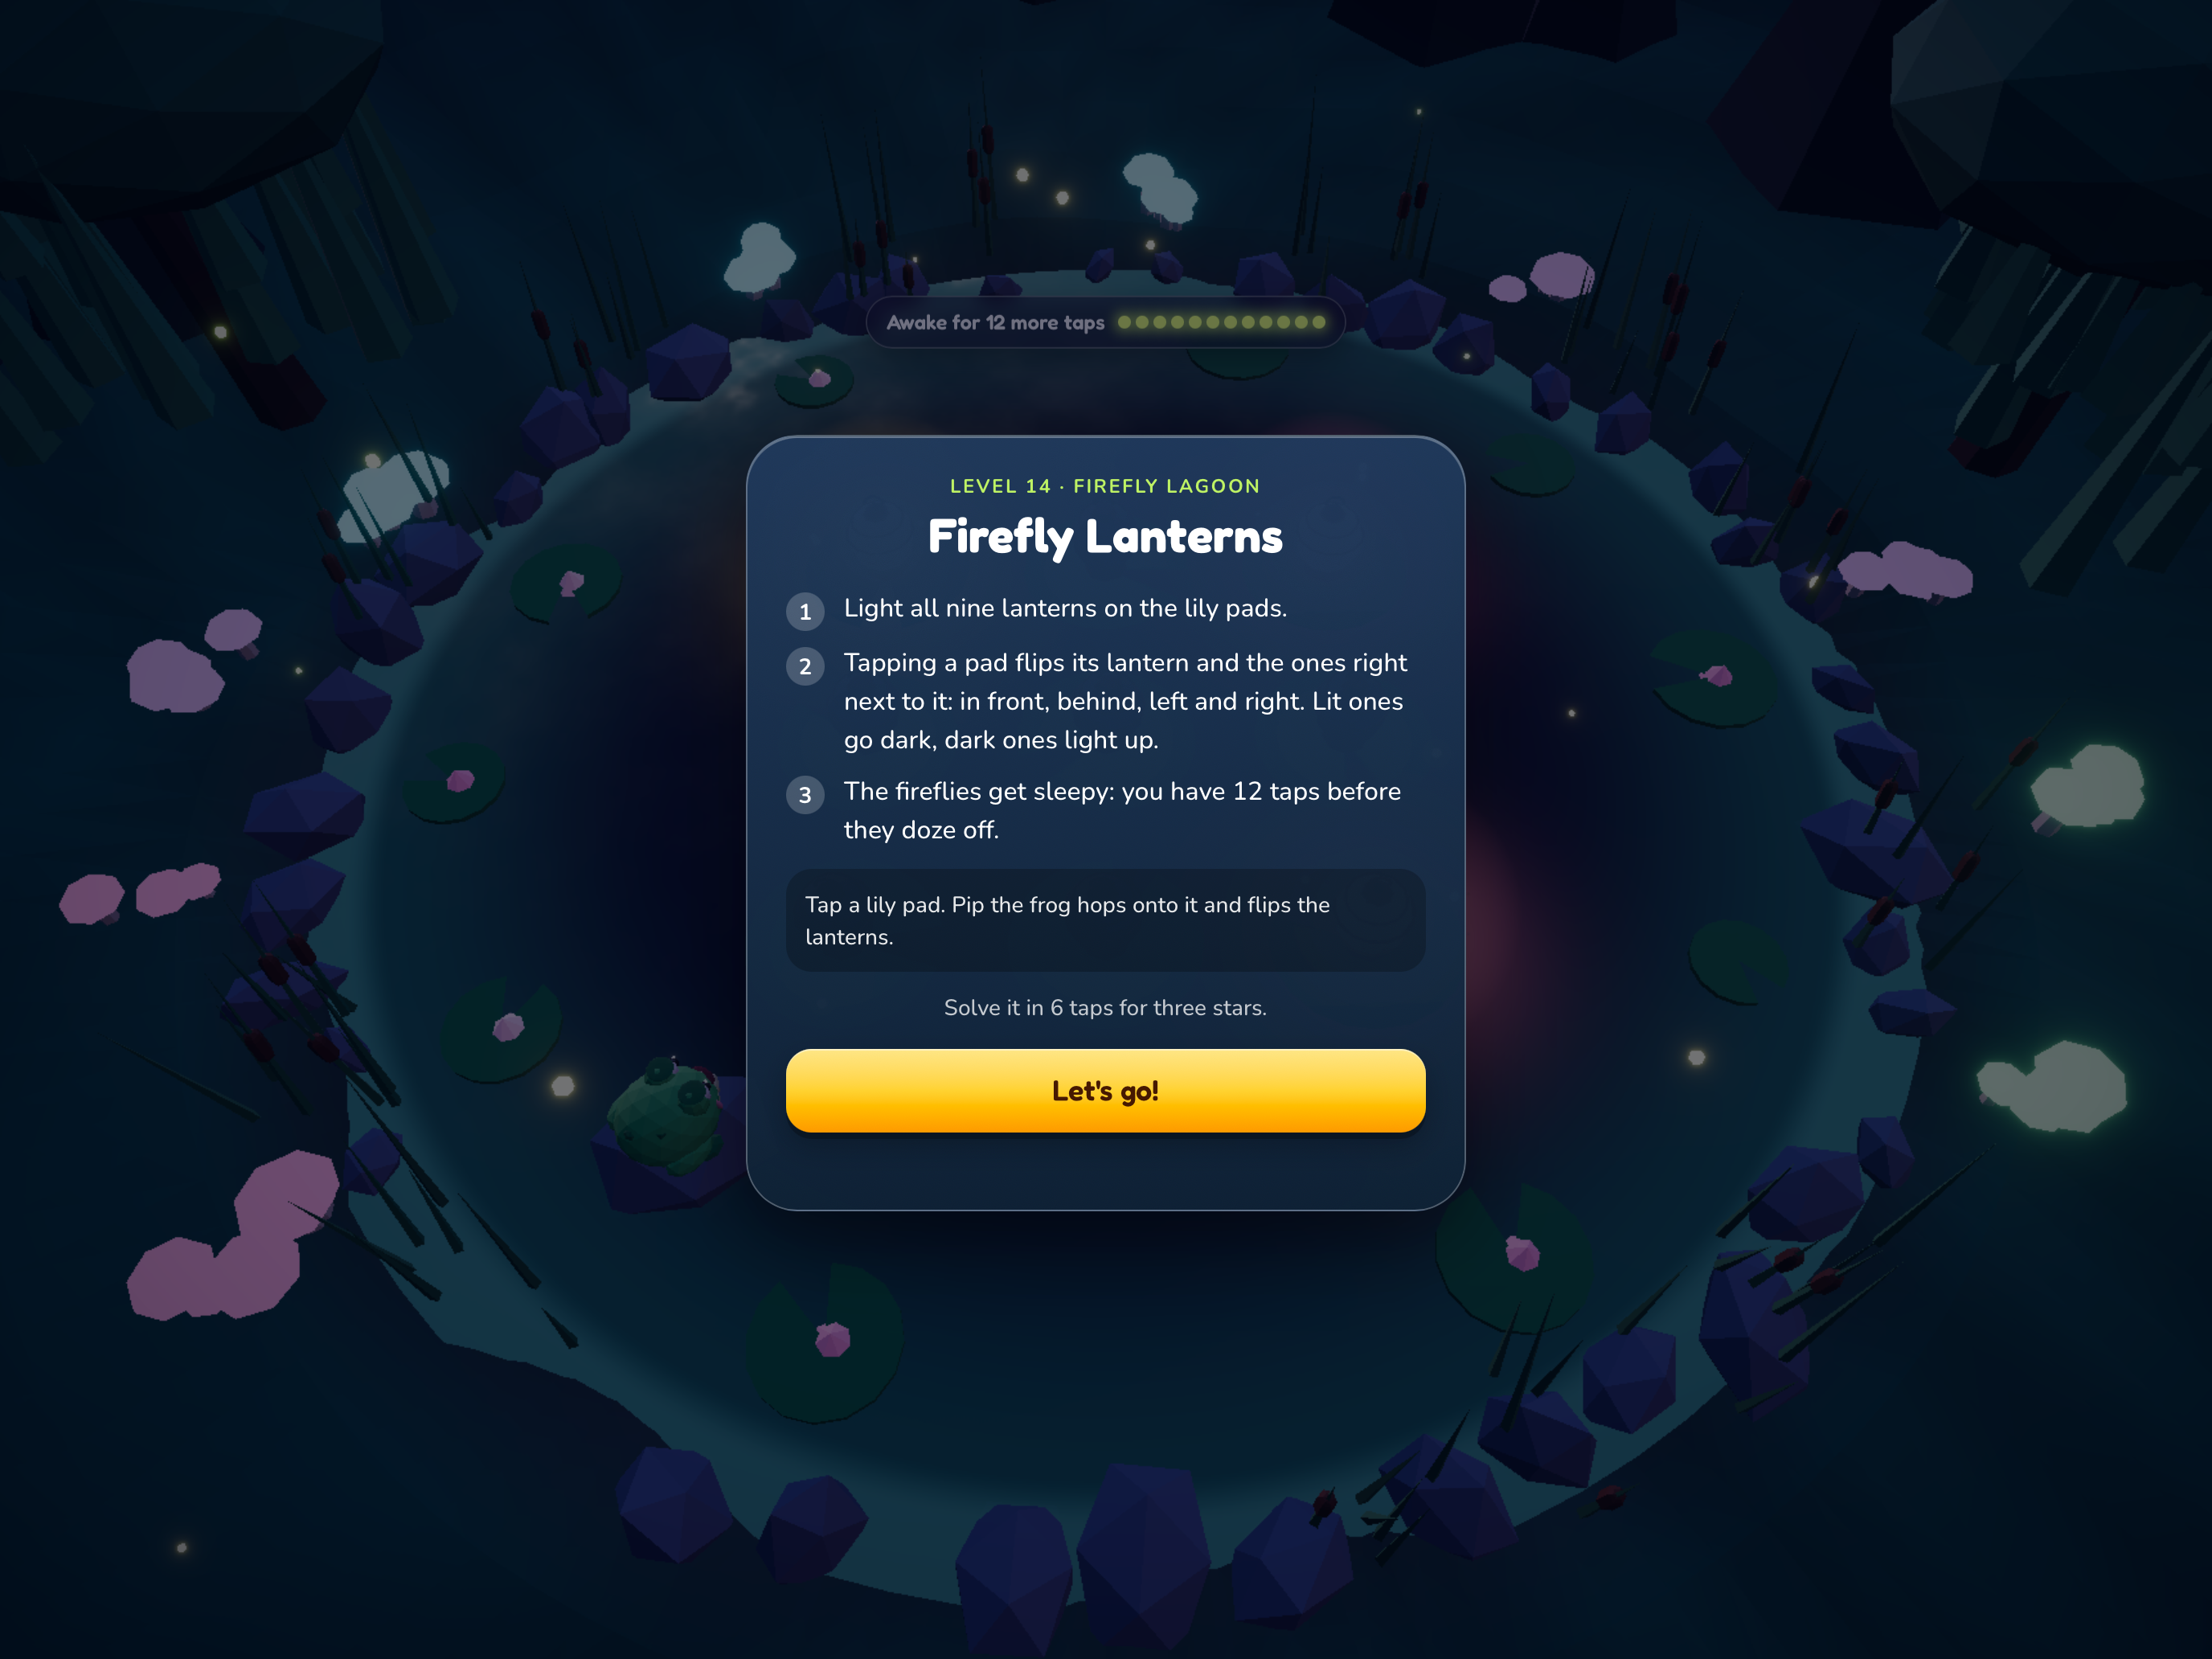 Awake for 12 more taps
LEVEL 14 · FIREFLY LAGOON
Firefly Lanterns
1 Light all nine lanterns on the lily pads.
2 Tapping a pad flips its lantern and the ones right
next to it: in front, behind, left and right. Lit ones
go dark, dark ones light up.
3 The fireflies get sleepy: you have 12 taps before
they doze off.
Tap a lily pad. Pip the frog hops onto it and flips the
lanterns.
Solve it in 6 taps for three stars.
Let's go!